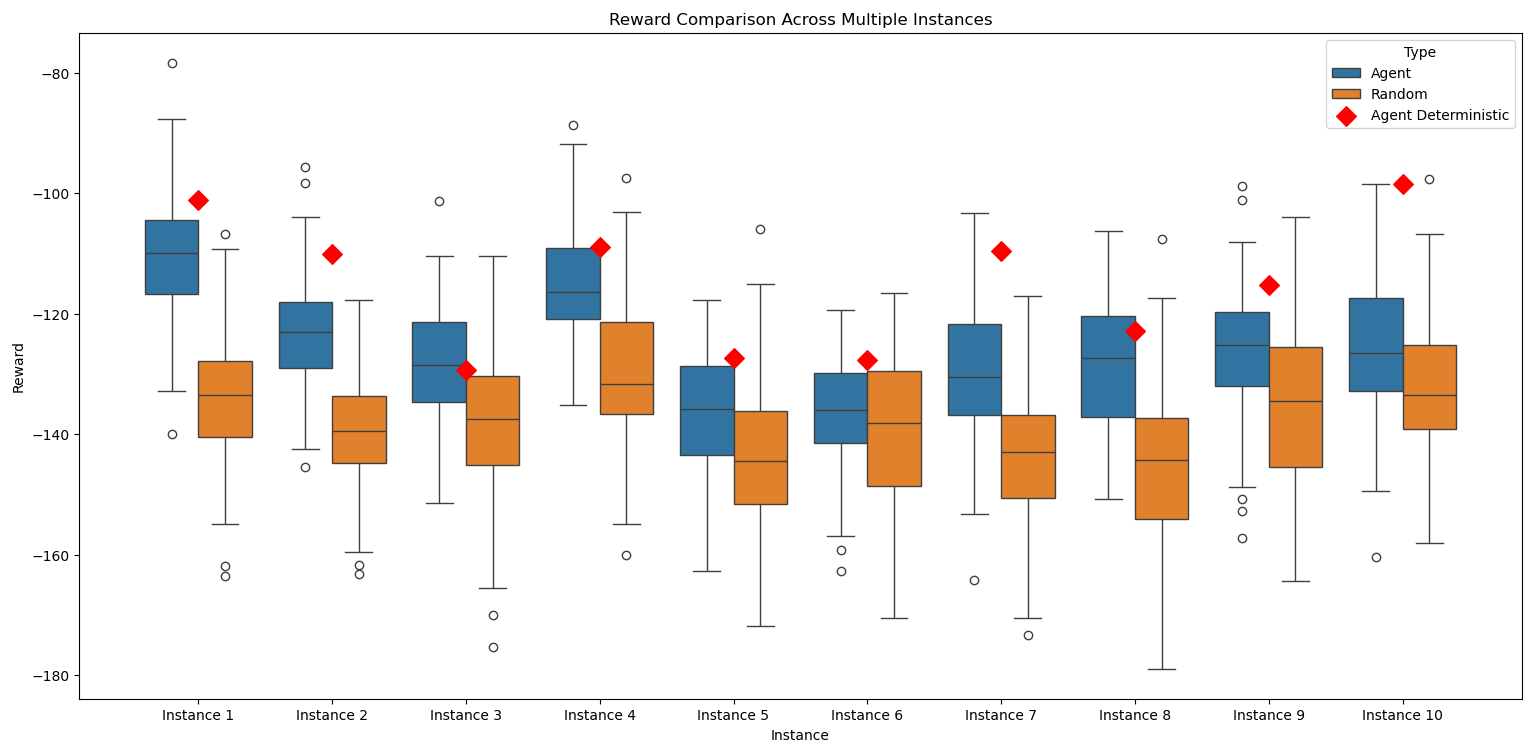 Reward Comparison Across Multiple Instances
Type
Agent
Random
Agent Deterministic
Reward
−80
−100
−120
−140
−160
−180
Instance 1
Instance 2
Instance 3
Instance 4
Instance 5
Instance 6
Instance 7
Instance 8
Instance 9
Instance 10
Instance